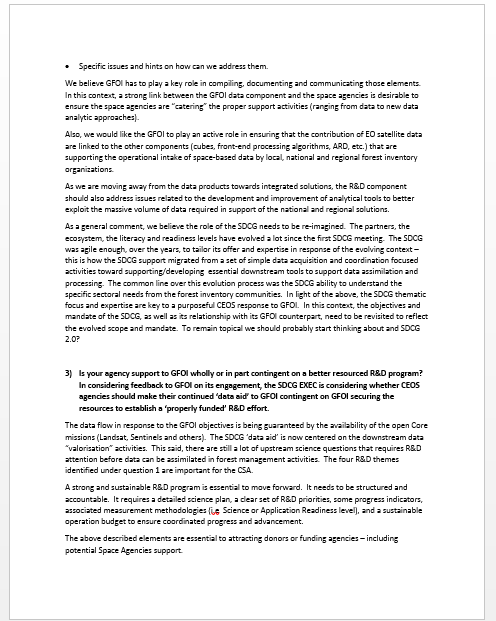 • Specific issues and hints on how can we address them.
We believe GFOI has to play a key role in compiling, documenting and communicating those elements.
In this context, a strong link between the GFOI data component and the space agencies is desirable to
ensure the space agencies are “catering” the proper support activities (ranging from data to new data
analytic approaches).
Also, we would like the GFOI to play an active role in ensuring that the contribution of EO satellite data
are linked to the other components (cubes, front-end processing algorithms, ARD, etc.) that are
supporting the operational intake of space-based data by local, national and regional forest inventory
organizations.
As we are moving away from the data products towards integrated solutions, the R&D component
should also address issues related to the development and improvement of analytical tools to better
exploit the massive volume of data required in support of the national and regional solutions.
As a general comment, we believe the role of the SDCG needs to be re-imagined. The partners, the
ecosystem, the literacy and readiness levels have evolved a lot since the first SDCG meeting. The SDCG
was agile enough, over the years, to tailor its offer and expertise in response of the evolving context –
this is how the SDCG support migrated from a set of simple data acquisition and coordination focused
activities toward supporting/developing essential downstream tools to support data assimilation and
processing. The common line over this evolution process was the SDCG ability to understand the
specific sectoral needs from the forest inventory communities. In light of the above, the SDCG thematic
focus and expertise are key to a purposeful CEOS response to GFOI. In this context, the objectives and
mandate of the SDCG, as well as its relationship with its GFOI counterpart, need to be revisited to reflect
the evolved scope and mandate. To remain topical we should probably start thinking about and SDCG
2.0?
3) Is your agency support to GFOI wholly or in part contingent on a better resourced R&D program?
In considering feedback to GFOI on its engagement, the SDCG EXEC is considering whether CEOS
agencies should make their continued ‘data aid’ to GFOI contingent on GFOI securing the
resources to establish a ‘properly funded’ R&D effort.
The data flow in response to the GFOI objectives is being guaranteed by the availability of the open Core
missions (Landsat, Sentinels and others). The SDCG ‘data aid’ is now centered on the downstream data
“valorisation” activities. This said, there are still a lot of upstream science questions that requires R&D
attention before data can be assimilated in forest management activities. The four R&D themes
identified under question 1 are important for the CSA.
A strong and sustainable R&D program is essential to move forward. It needs to be structured and
accountable. It requires a detailed science plan, a clear set of R&D priorities, some progress indicators,
associated measurement methodologies (i,e Science or Application Readiness level), and a sustainable
operation budget to ensure coordinated progress and advancement.
The above described elements are essential to attracting donors or funding agencies – including
potential Space Agencies support.